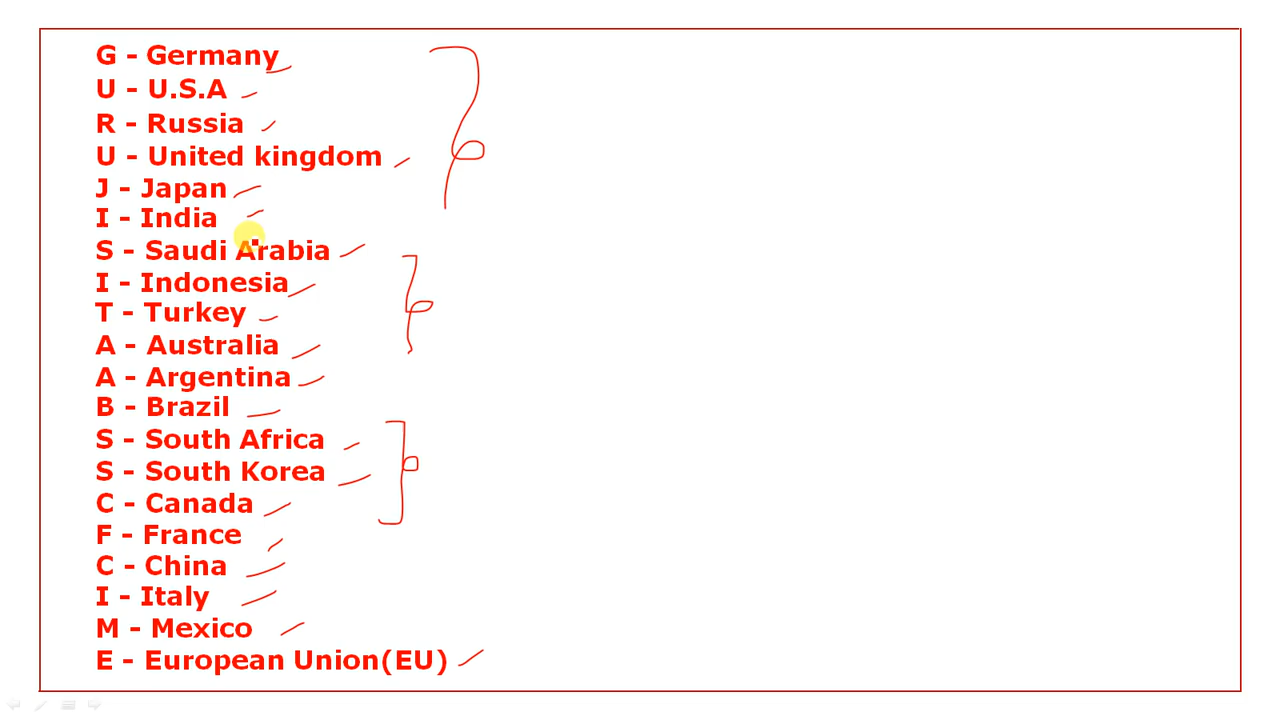 G - Germany
U - U.S.A
R - Russia
U - United kingdom
J - Japan
I - India
S - Saudi Arabia
I - Indonesia
T - Turkey
A - Australia
A - Argentina
B - Brazil
S - South Africa
S - South Korea
C - Canada
F - France
C - China
I - Italy
M - Mexico
E - European Union(EU)